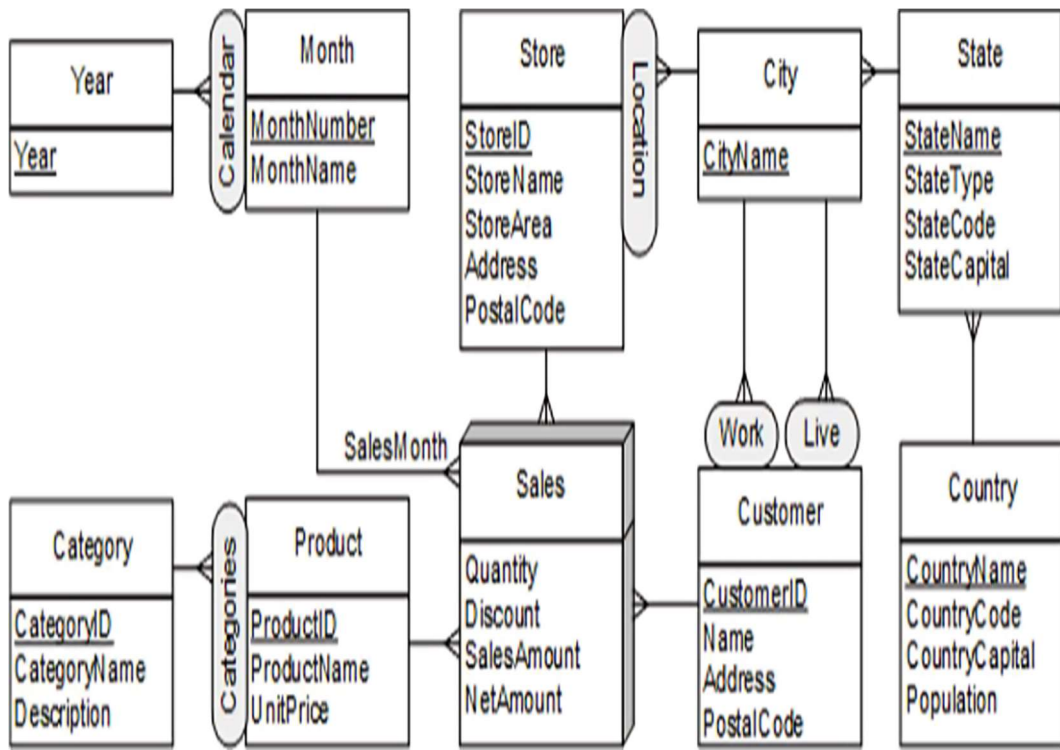 Year
Year
Calendar
Month
MonthNumber
MonthName
Store
StoreID
StoreName
StoreArea
Address
PostalCode
Location
City
CityName
State
StateName
StateType
StateCode
StateCapital
SalesMonth
Work
Live
Category
CategoryID
CategoryName
Description
Categories
Product
ProductID
ProductName
UnitPrice
Sales
Quantity
Discount
SalesAmount
NetAmount
Customer
CustomerID
Name
Address
PostalCode
Country
CountryName
CountryCode
CountryCapital
Population